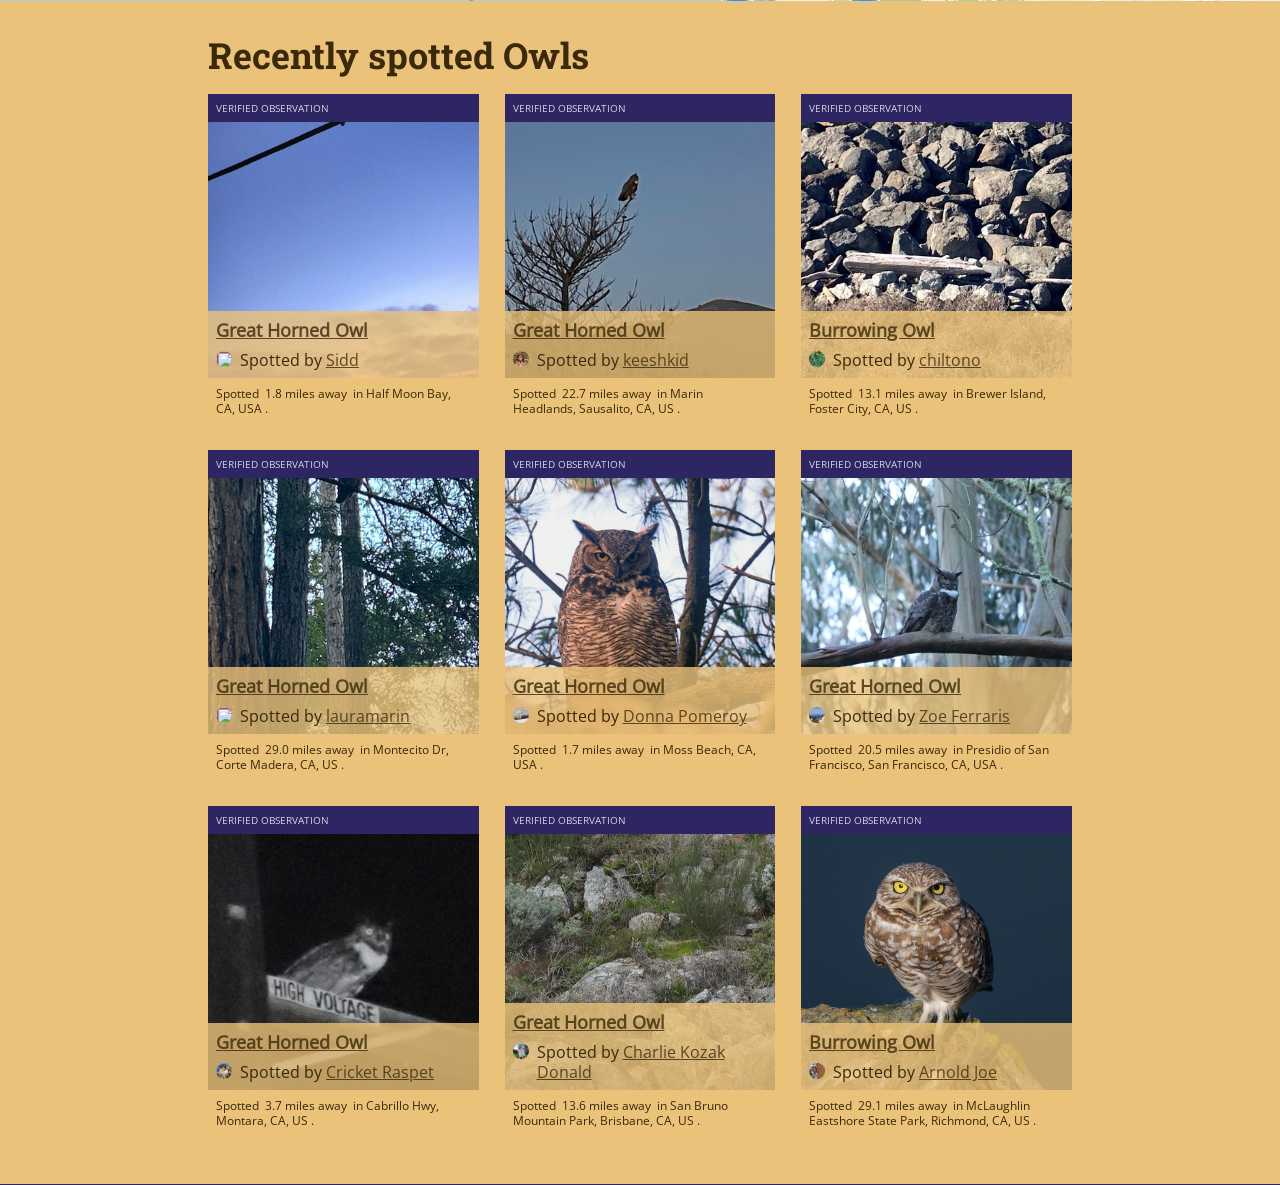 Recently spotted Owls
VERIFIED OBSERVATION
Great Horned Owl
Spotted by Sidd
Spotted 1.8 miles away in Half Moon Bay,
CA, USA .
VERIFIED OBSERVATION
Great Horned Owl
Spotted by keeshkid
Spotted 22.7 miles away in Marin
Headlands, Sausalito, CA, US .
VERIFIED OBSERVATION
Burrowing Owl
Spotted by chiltono
Spotted 13.1 miles away in Brewer Island,
Foster City, CA, US .
VERIFIED OBSERVATION
Great Horned Owl
Spotted by lauramarin
Spotted 29.0 miles away in Montecito Dr,
Corte Madera, CA, US .
VERIFIED OBSERVATION
Great Horned Owl
Spotted by Donna Pomeroy
Spotted 1.7 miles away in Moss Beach, CA,
USA .
VERIFIED OBSERVATION
Great Horned Owl
Spotted by Zoe Ferraris
Spotted 20.5 miles away in Presidio of San
Francisco, San Francisco, CA, USA .
VERIFIED OBSERVATION
HIGH VOLTAGE
Great Horned Owl
Spotted by Cricket Raspet
Spotted 3.7 miles away in Cabrillo Hwy,
Montara, CA, US .
VERIFIED OBSERVATION
Great Horned Owl
Spotted by Charlie Kozak
Donald
Spotted 13.6 miles away in San Bruno
Mountain Park, Brisbane, CA, US .
VERIFIED OBSERVATION
Burrowing Owl
Spotted by Arnold Joe
Spotted 29.1 miles away in McLaughlin
Eastshore State Park, Richmond, CA, US .